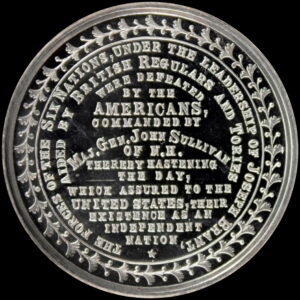 THE FORCES OF THE SIX NATIONS, UNDER THE LEADERSHIP OF JOSEPH BRANT,
AIDED BY BRITISH REGULARS AND TORIES
WERE DEFEATED
BY THE
AMERICANS,
COMMANDED BY
MAJ. GEN. JOHN SULLIVAN
OF N.H.
THEREBY HASTENING
THE DAY,
WHICH ASSURED TO THE
UNITED STATES, THEIR
EXISTENCE AS AN
INDEPENDENT
NATION.